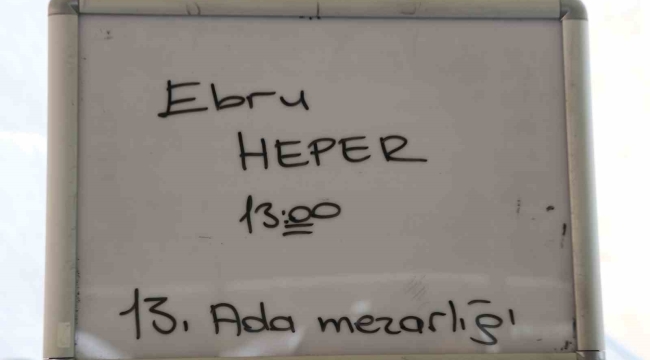 Ebru
HEPER
13:00
13. Ada mezarlığı